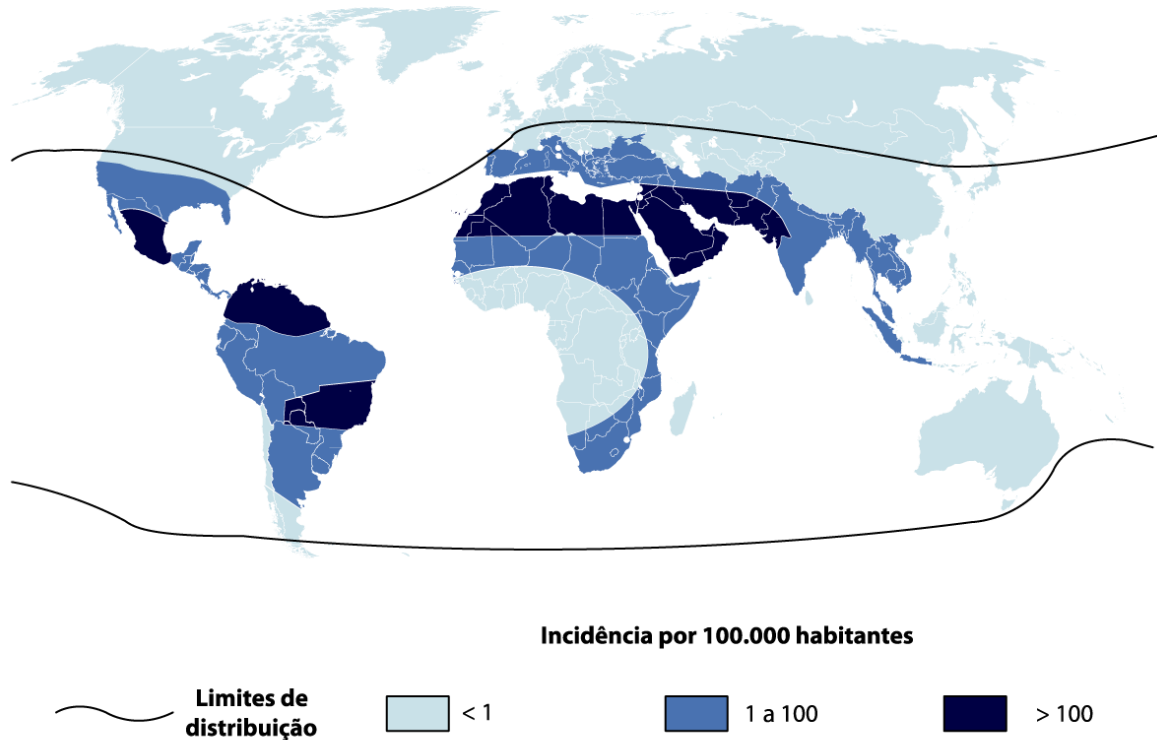 Incidência por 100.000 habitantes
Limites de
distribuição
< 1
1 a 100
> 100